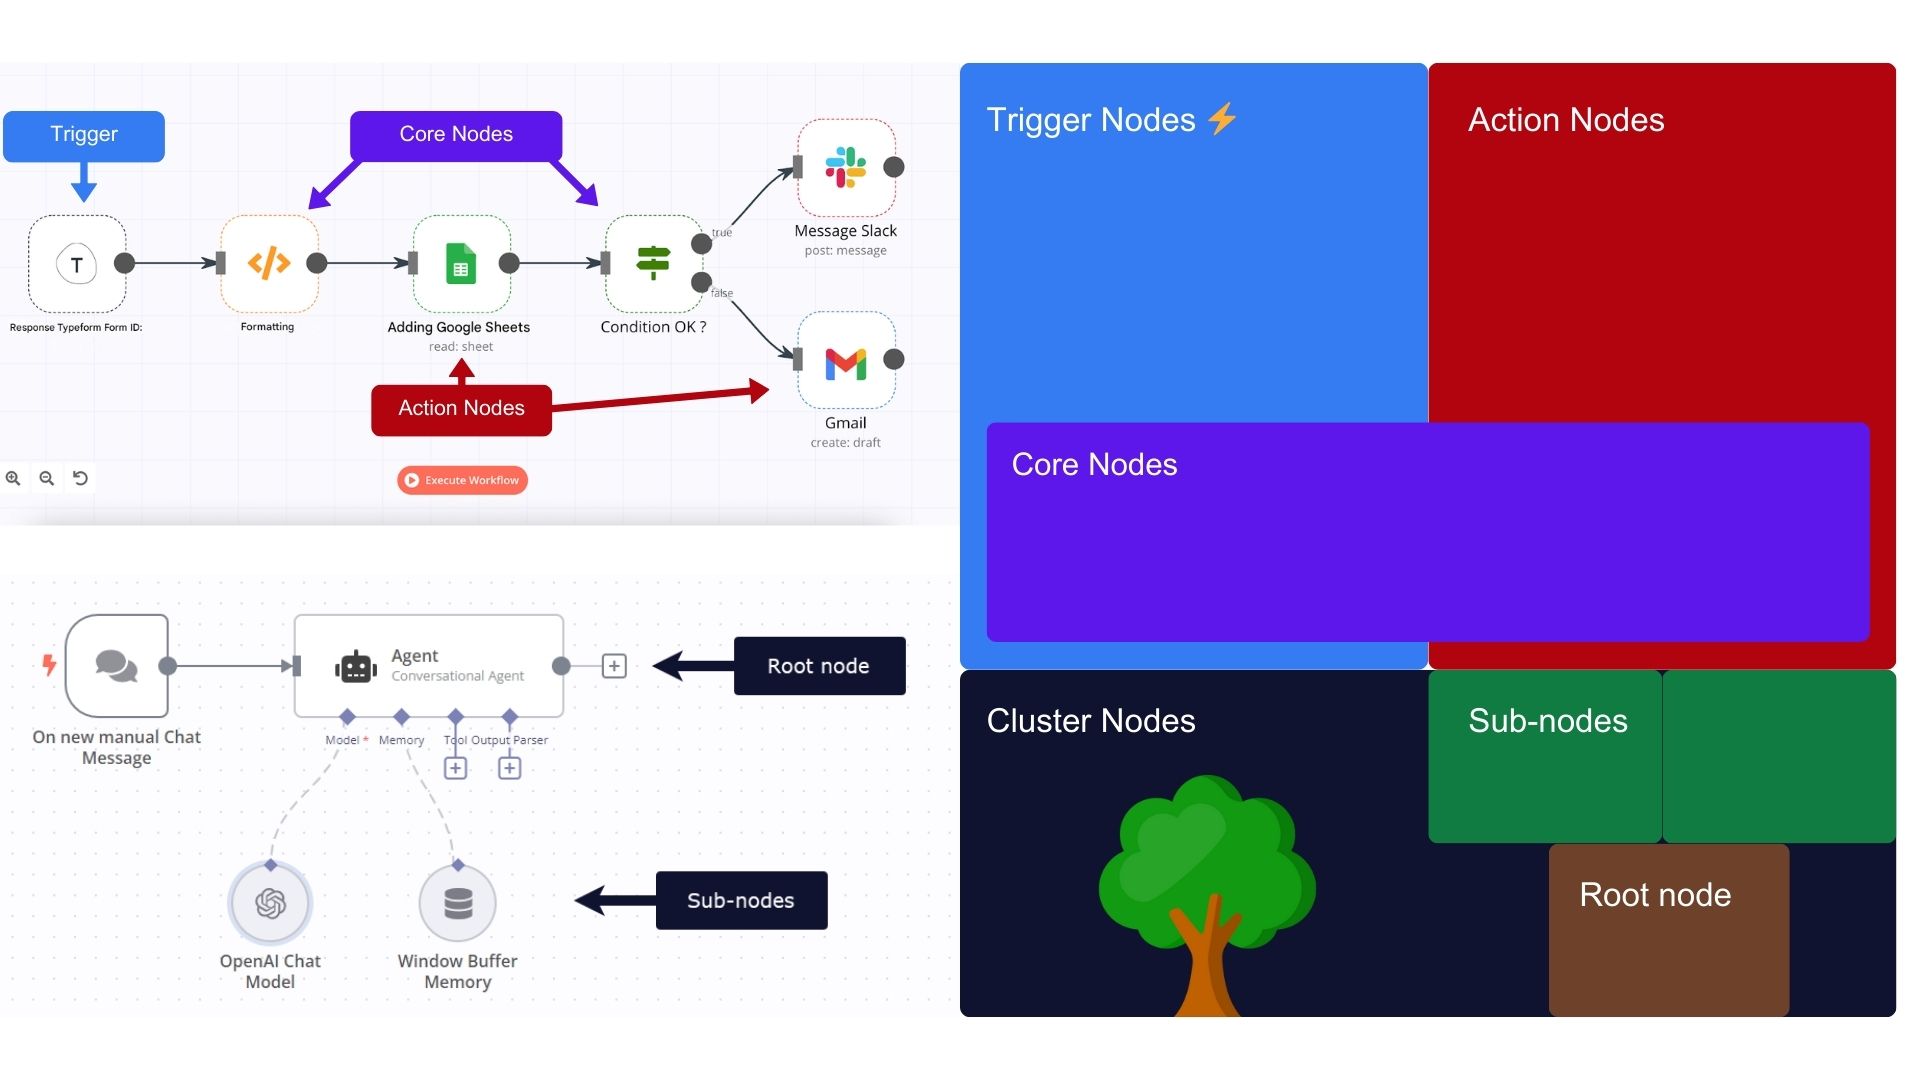 Trigger
Core Nodes
T
Response Typeform Form ID:
Formatting
Adding Google Sheets
read: sheet
Condition OK ?
true
false
Message Slack
post: message
Gmail
create: draft
Action Nodes
Execute Workflow
On new manual Chat
Message
Agent
Conversational Agent
Model *
Memory
Tool
Output Parser
Root node
OpenAI Chat
Model
Window Buffer
Memory
Sub-nodes
Trigger Nodes ⚡
Action Nodes
Core Nodes
Cluster Nodes
Sub-nodes
Root node